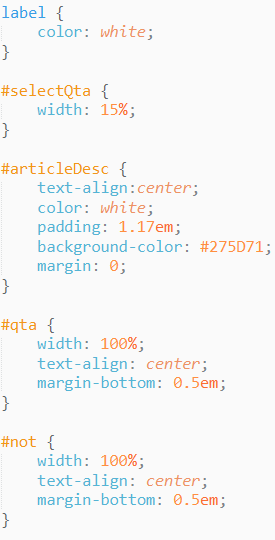 label {
    color: white;
}

#selectQta {
    width: 15%;
}

#articleDesc {
    text-align:center;
    color: white;
    padding: 1.17em;
    background-color: #275D71;
    margin: 0;
}

#qta {
    width: 100%;
    text-align: center;
    margin-bottom: 0.5em;
}

#not {
    width: 100%;
    text-align: center;
    margin-bottom: 0.5em;
}